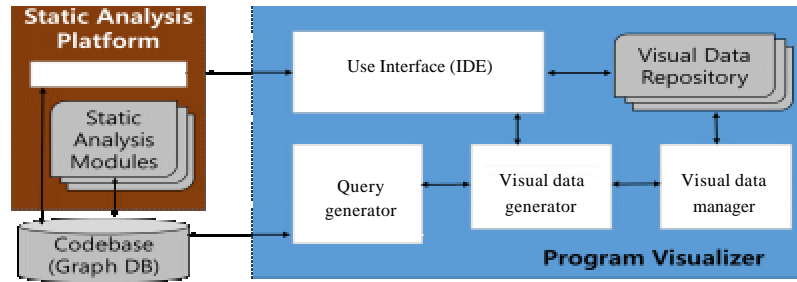 Static Analysis
Platform
Static
Analysis
Modules
Codebase
(Graph DB)
Use Interface (IDE)
Visual Data
Repository
Query
generator
Visual data
generator
Visual data
manager
Program Visualizer